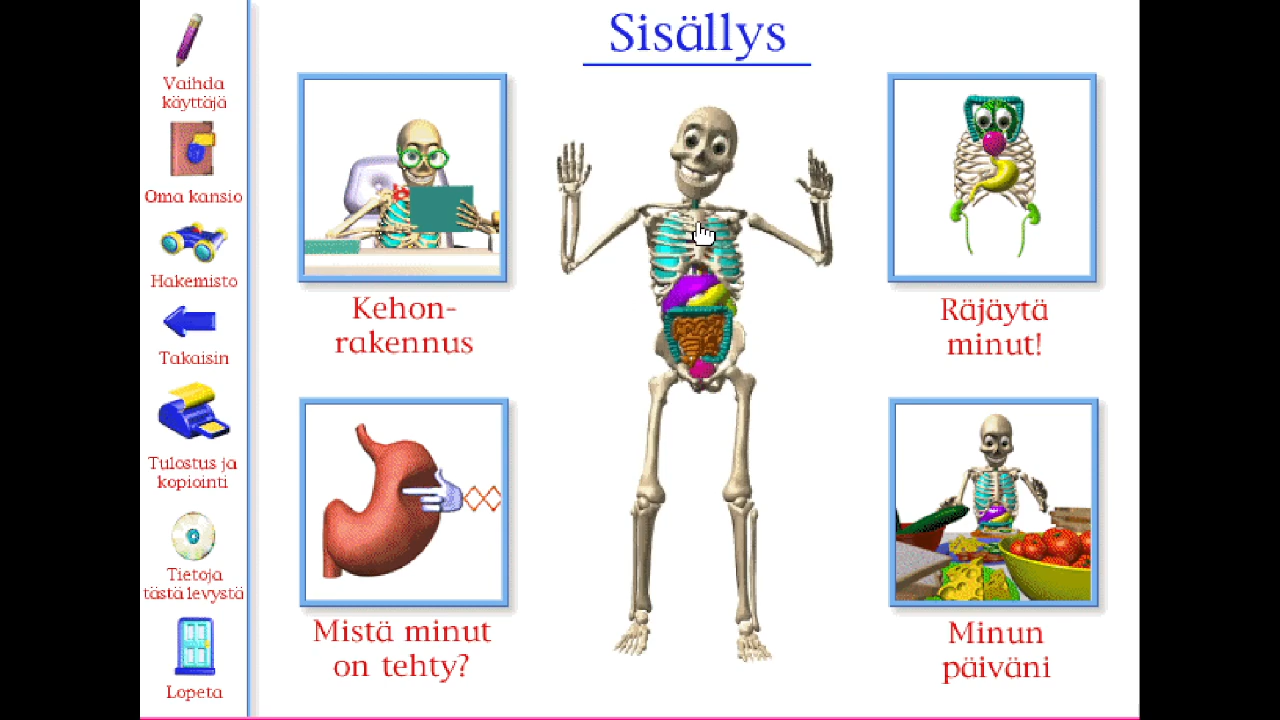 Sisällys
Vaihda
käyttäjä
Oma kansio
Hakemisto
Takaisin
Tulostus ja
kopiointi
Tietoja
tästä levystä
Lopeta
Kehon-
rakennus
Räjäytä
minut!
Mistä minut
on tehty?
Minun
päiväni